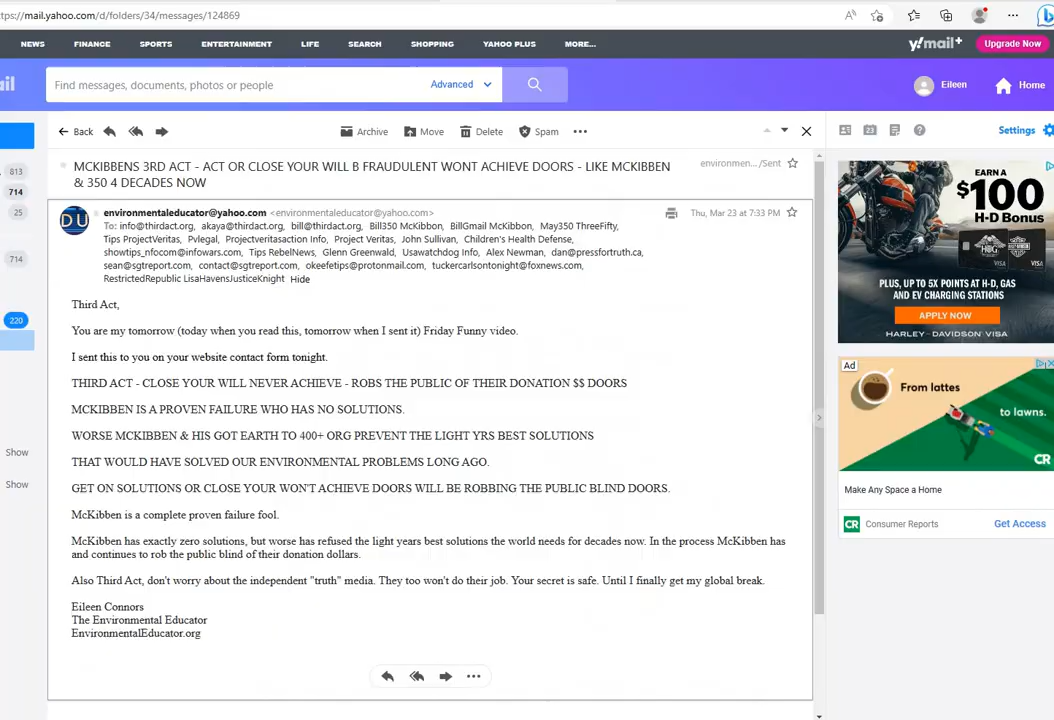 ttps://mail.yahoo.com/d/folders/34/messages/124869
NEWS FINANCE SPORTS ENTERTAINMENT LIFE SEARCH SHOPPING YAHOO PLUS MORE... y!mail+ Upgrade Now
ail Find messages, documents, photos or people Advanced Eileen Home
Back Archive Move Delete Spam ••• 23 Settings
813
714
25
714
220
Show
Show
MCKIBBENS 3RD ACT - ACT OR CLOSE YOUR WILL B FRAUDULENT WONT ACHIEVE DOORS - LIKE MCKIBBEN environmen.../Sent
& 350 4 DECADES NOW
DU environmentaleducator@yahoo.com <environmentaleducator@yahoo.com> Thu, Mar 23 at 7:33 PM
To: info@thirdact.org, akaya@thirdact.org, bill@thirdact.org, Bill350 McKibbon, BillGmail McKibbon, May350 ThreeFifty,
Tips ProjectVeritas, Pvlegal, Projectveritasaction Info, Project Veritas, John Sullivan, Children's Health Defense,
showtips_nfocom@infowars.com, Tips RebelNews, Glenn Greenwald, Usawatchdog Info, Alex Newman, dan@pressfortruth.ca,
sean@sgtreport.com, contact@sgtreport.com, okeefetips@protonmail.com, tuckercarlsontonight@foxnews.com,
RestrictedRepublic LisaHavensJusticeKnight Hide
Third Act,
You are my tomorrow (today when you read this, tomorrow when I sent it) Friday Funny video.
I sent this to you on your website contact form tonight.
THIRD ACT - CLOSE YOUR WILL NEVER ACHIEVE - ROBS THE PUBLIC OF THEIR DONATION $$ DOORS
MCKIBBEN IS A PROVEN FAILURE WHO HAS NO SOLUTIONS.
WORSE MCKIBBEN & HIS GOT EARTH TO 400+ ORG PREVENT THE LIGHT YRS BEST SOLUTIONS
THAT WOULD HAVE SOLVED OUR ENVIRONMENTAL PROBLEMS LONG AGO.
GET ON SOLUTIONS OR CLOSE YOUR WON'T ACHIEVE DOORS WILL BE ROBBING THE PUBLIC BLIND DOORS.
McKibben is a complete proven failure fool.
McKibben has exactly zero solutions, but worse has refused the light years best solutions the world needs for decades now. In the process McKibben has
and continues to rob the public blind of their donation dollars.
Also Third Act, don't worry about the independent "truth" media. They too won't do their job. Your secret is safe. Until I finally get my global break.
Eileen Connors
The Environmental Educator
EnvironmentalEducator.org
EARN A
$100
H-D Bonus
VISA VISA
PLUS, UP TO 5X POINTS AT H-D, GAS
AND EV CHARGING STATIONS
APPLY NOW
HARLEY-DAVIDSON VISA
Ad
From lattes
to lawns.
CR
Make Any Space a Home
CR Consumer Reports Get Access